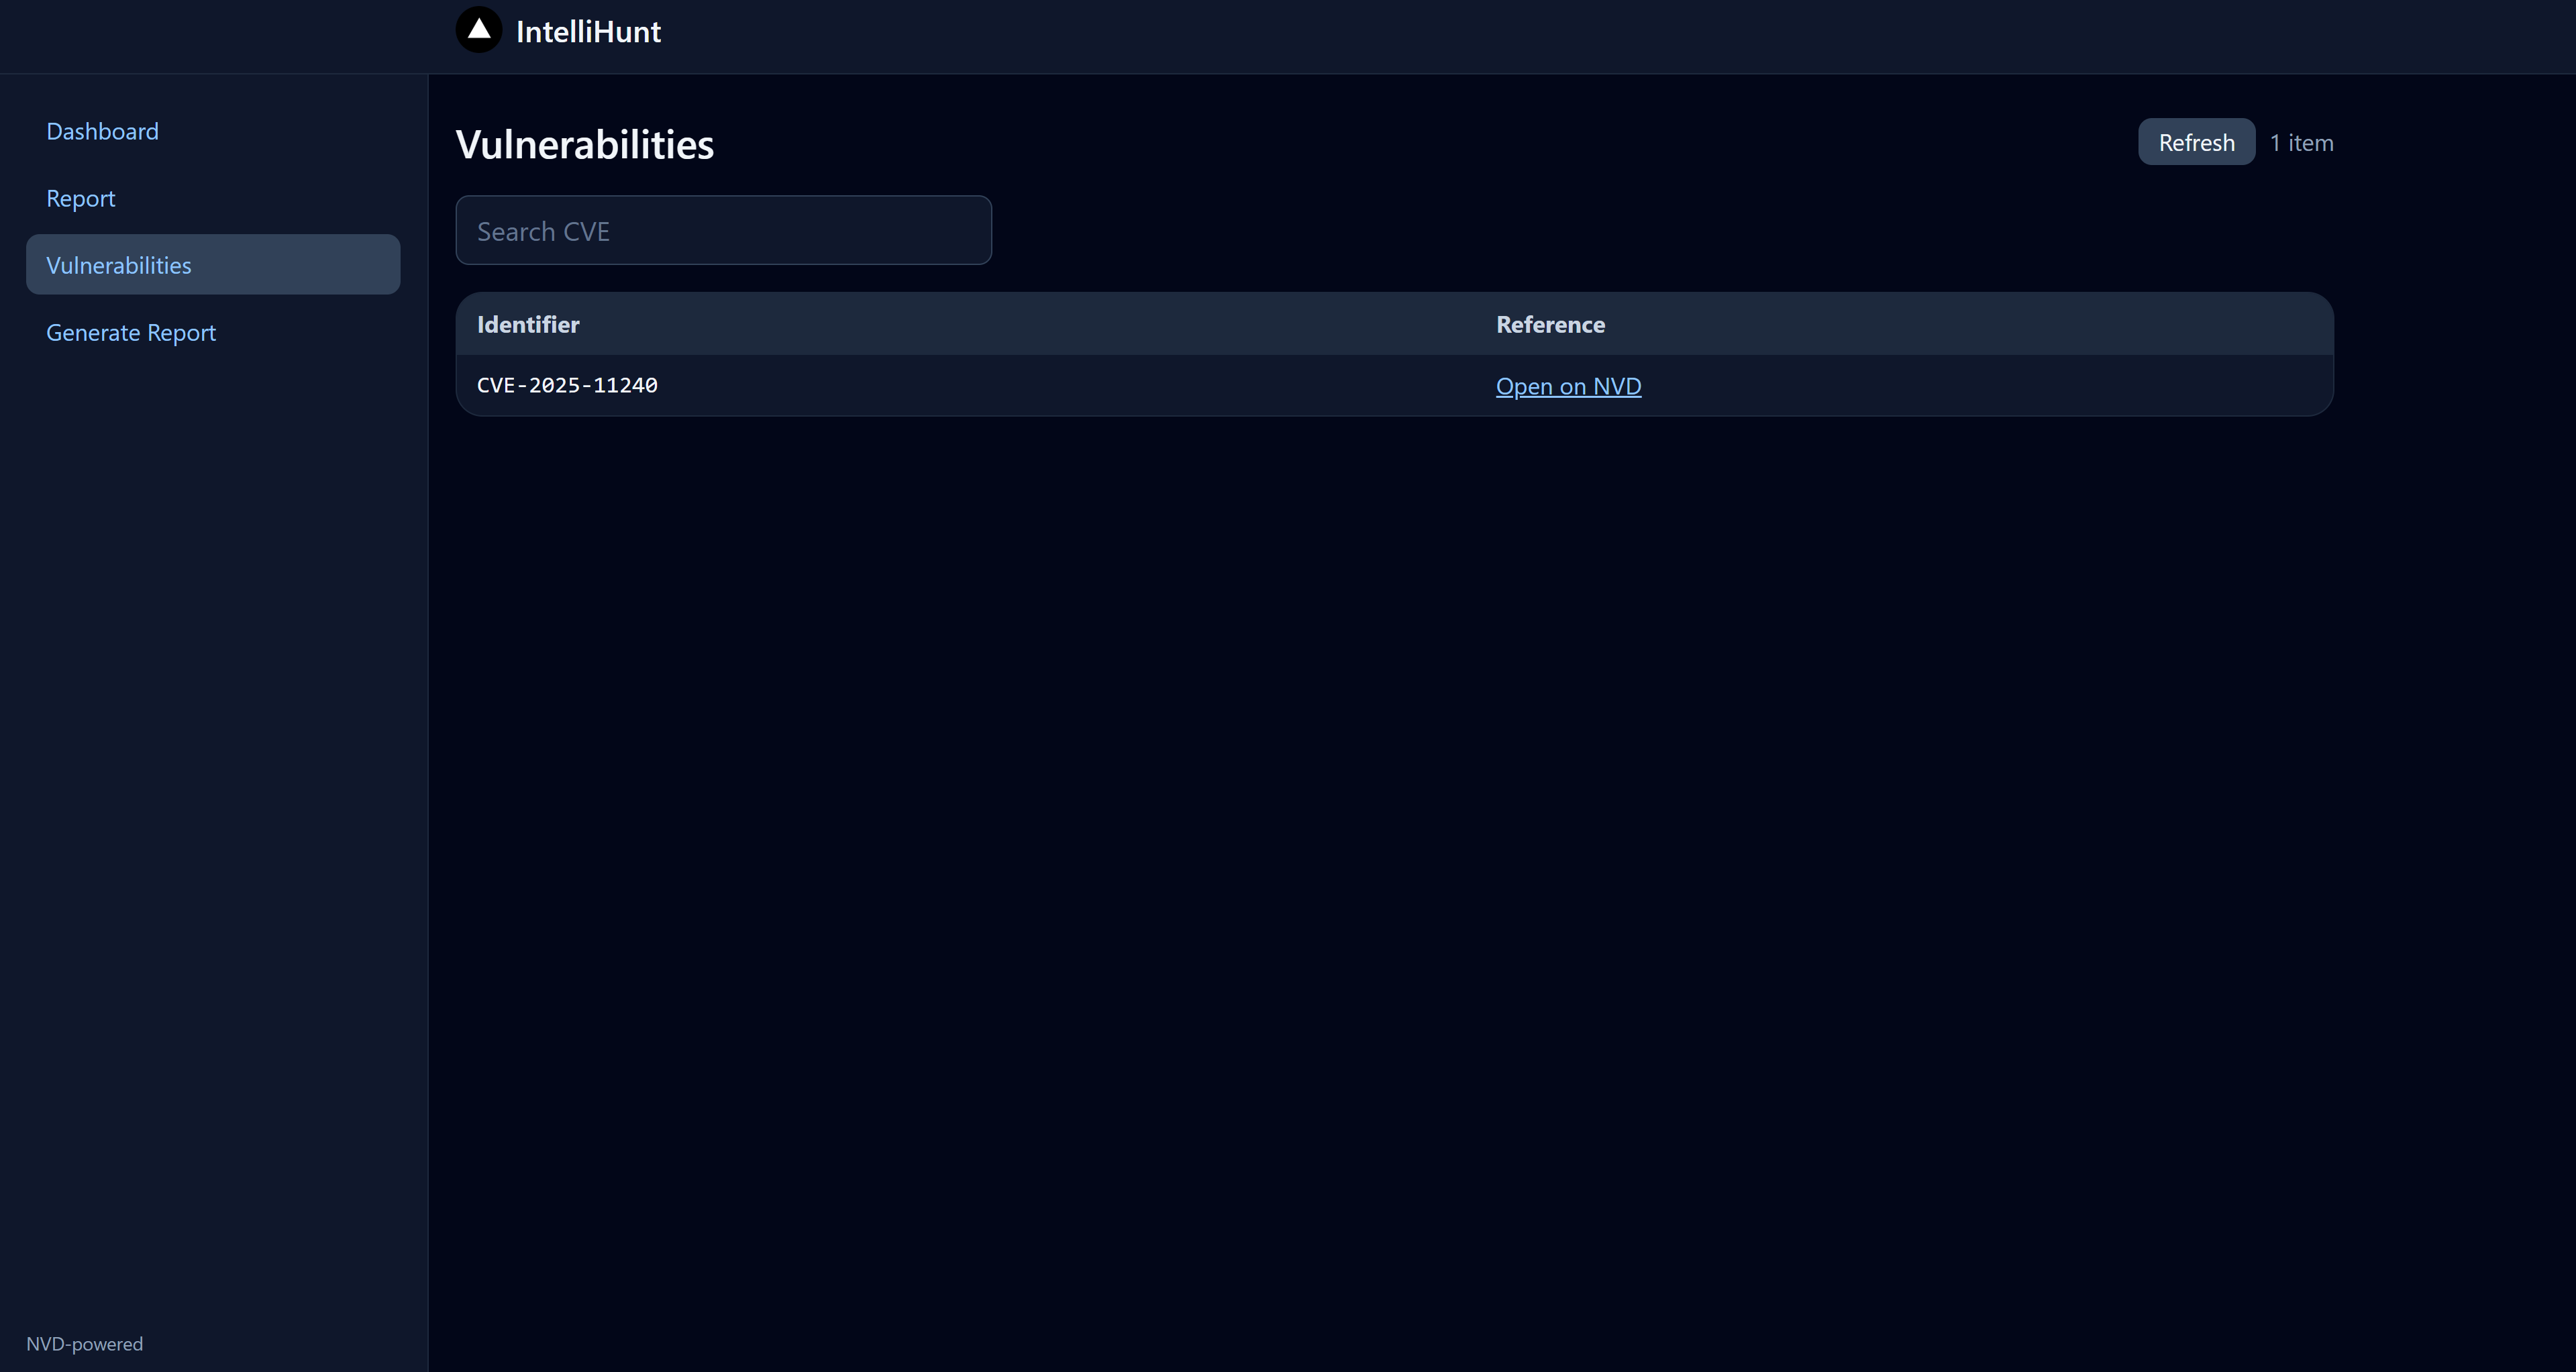 IntelliHunt
Dashboard
Report
Vulnerabilities
Generate Report
NVD-powered
Vulnerabilities
Refresh 1 item
Search CVE
Identifier Reference
CVE-2025-11240 Open on NVD